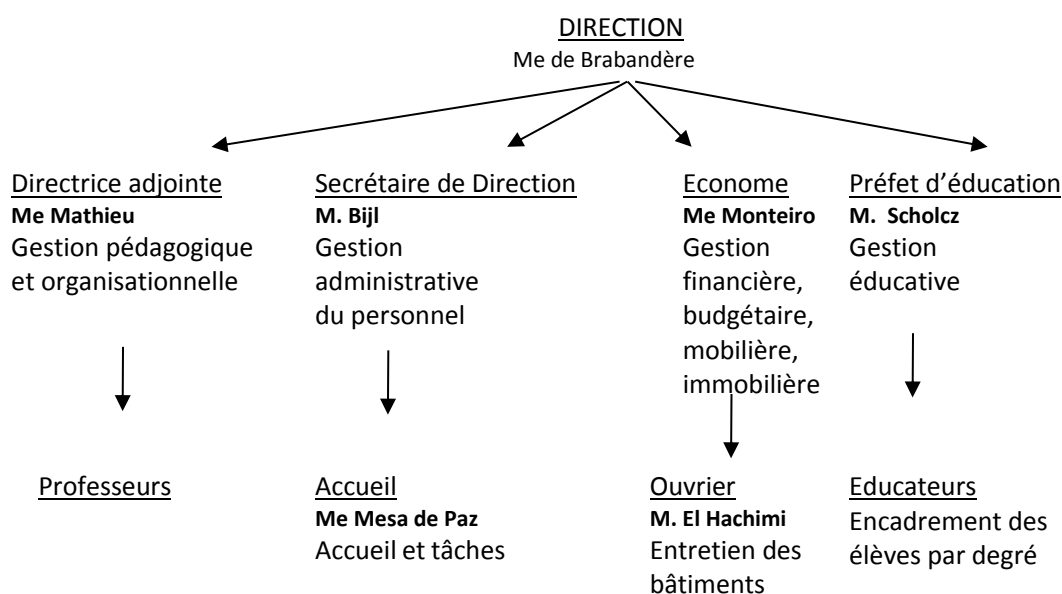 DIRECTION
Me de Brabandère
Directrice adjointe
Me Mathieu
Gestion pédagogique
et organisationnelle
Secrétaire de Direction
M. Bijl
Gestion
administrative
du personnel
Econome
Me Monteiro
Gestion
financière,
budgétaire,
mobilière,
immobilière
Préfet d’éducation
M. Scholcz
Gestion
éducative
Professeurs
Accueil
Me Mesa de Paz
Accueil et tâches
Ouvrier
M. El Hachimi
Entretien des
bâtiments
Educateurs
Encadrement des
élèves par degré